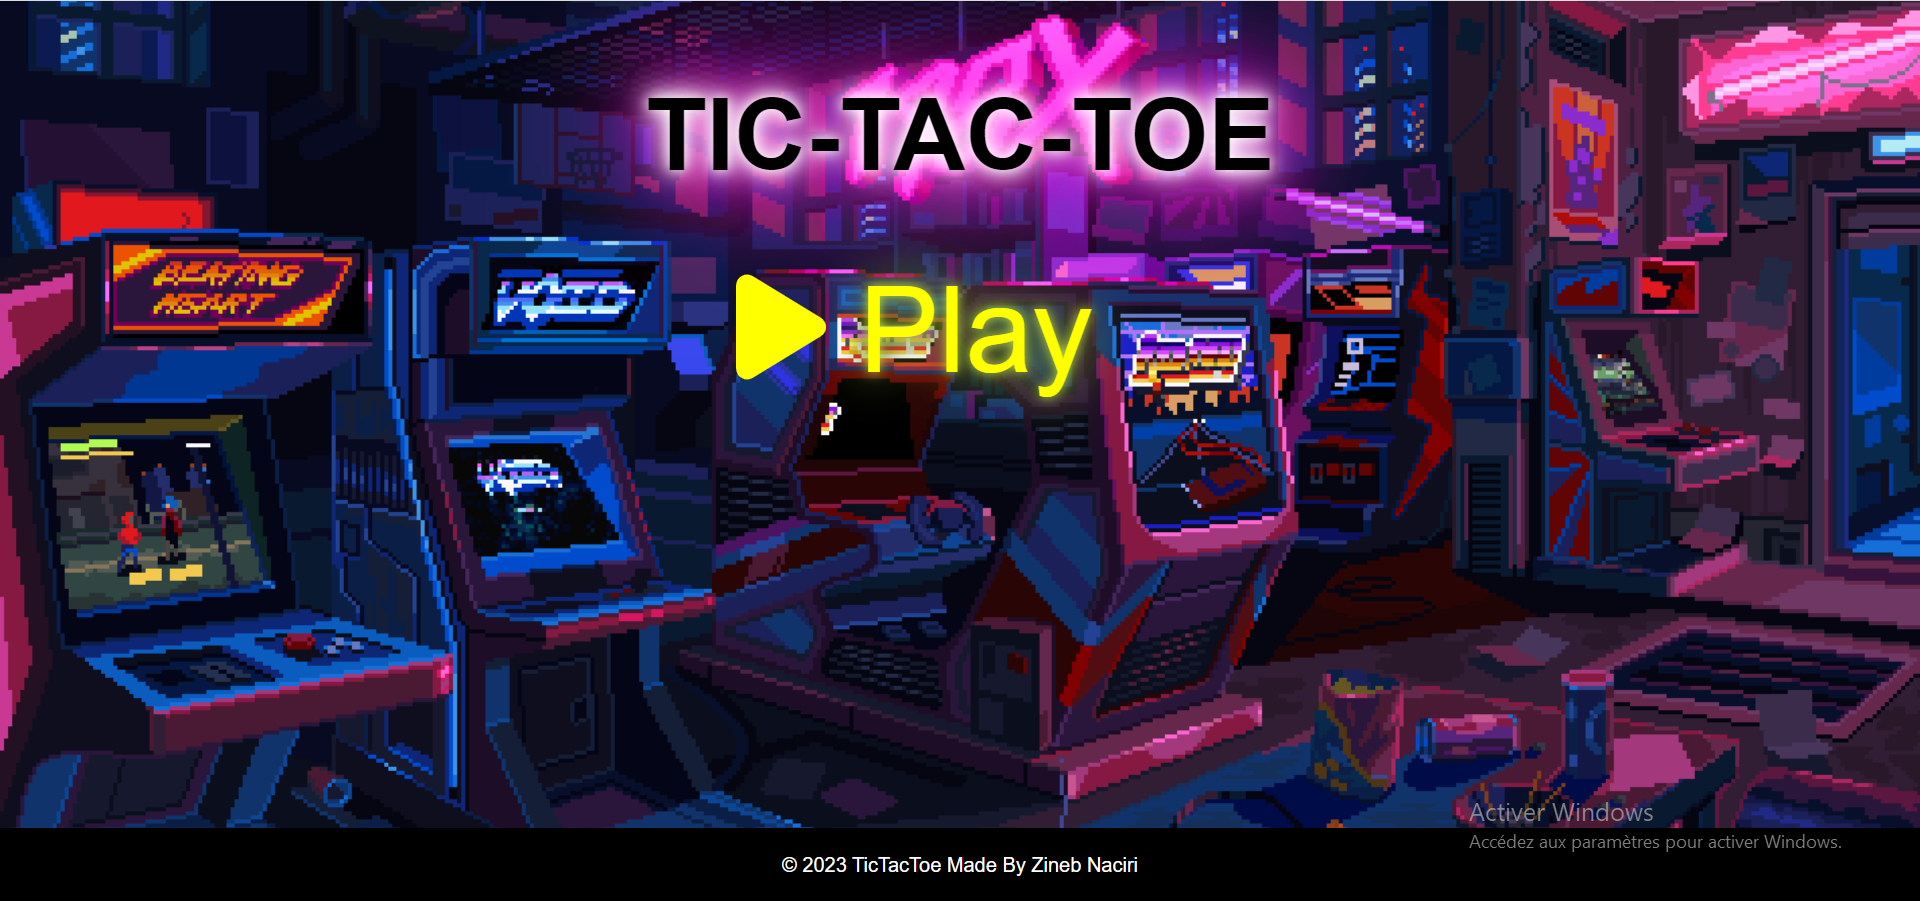 TIC-TAC-TOE
BEATING
HEART
Play
Activer Windows
Accédez aux paramètres pour activer Windows.
© 2023 TicTacToe Made By Zineb Naciri